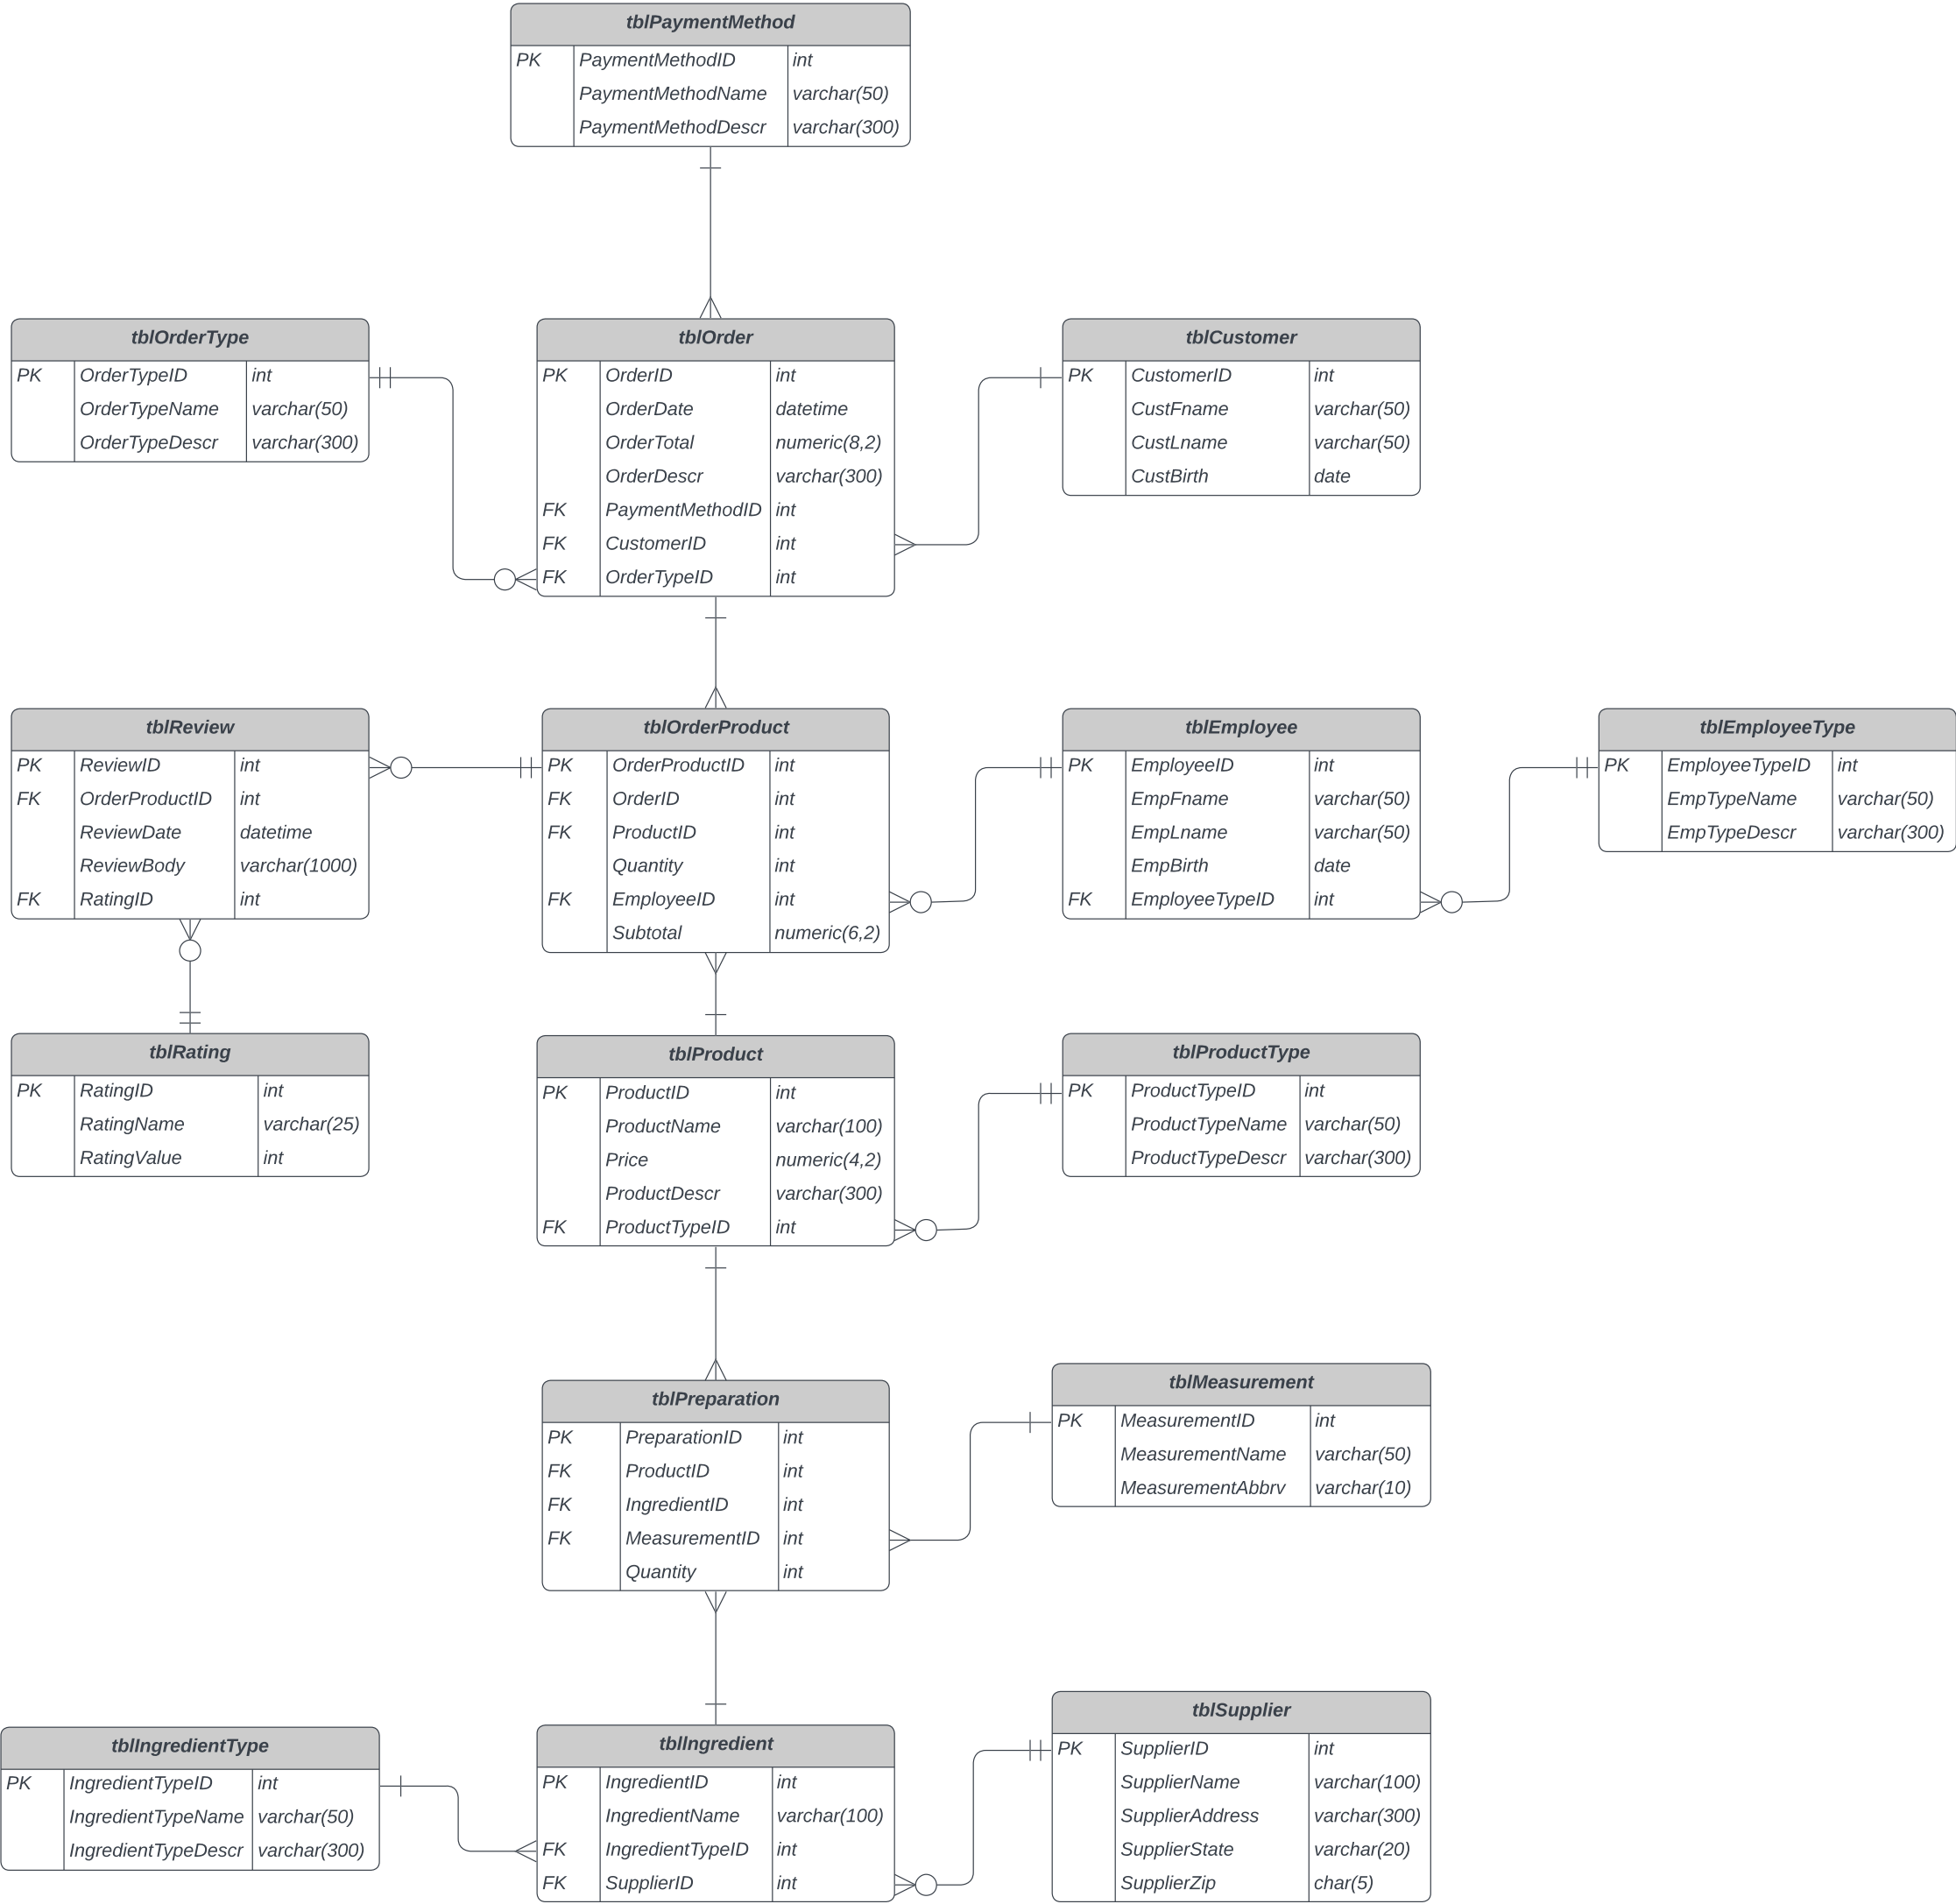 tblPaymentMethod
PK PaymentMethodID int
PaymentMethodName varchar(50)
PaymentMethodDescr varchar(300)
tblOrderType
PK OrderTypeID int
OrderTypeName varchar(50)
OrderTypeDescr varchar(300)
tblOrder
PK OrderID int
OrderDate datetime
OrderTotal numeric(8,2)
OrderDescr varchar(300)
FK PaymentMethodID int
FK CustomerID int
FK OrderTypeID int
tblCustomer
PK CustomerID int
CustFname varchar(50)
CustLname varchar(50)
CustBirth date
tblReview
PK ReviewID int
FK OrderProductID int
ReviewDate datetime
ReviewBody varchar(1000)
FK RatingID int
tblOrderProduct
PK OrderProductID int
FK OrderID int
FK ProductID int
Quantity int
FK EmployeeID int
Subtotal numeric(6,2)
tblEmployee
PK EmployeeID int
EmpFname varchar(50)
EmpLname varchar(50)
EmpBirth date
FK EmployeeTypeID int
tblEmployeeType
PK EmployeeTypeID int
EmpTypeName varchar(50)
EmpTypeDescr varchar(300)
tblRating
PK RatingID int
RatingName varchar(25)
RatingValue int
tblProduct
PK ProductID int
ProductName varchar(100)
Price numeric(4,2)
ProductDescr varchar(300)
FK ProductTypeID int
tblProductType
PK ProductTypeID int
ProductTypeName varchar(50)
ProductTypeDescr varchar(300)
tblPreparation
PK PreparationID int
FK ProductID int
FK IngredientID int
FK MeasurementID int
Quantity int
tblMeasurement
PK MeasurementID int
MeasurementName varchar(50)
MeasurementAbbrv varchar(10)
tblIngredientType
PK IngredientTypeID int
IngredientTypeName varchar(50)
IngredientTypeDescr varchar(300)
tblIngredient
PK IngredientID int
IngredientName varchar(100)
FK IngredientTypeID int
FK SupplierID int
tblSupplier
PK SupplierID int
SupplierName varchar(100)
SupplierAddress varchar(300)
SupplierState varchar(20)
SupplierZip char(5)